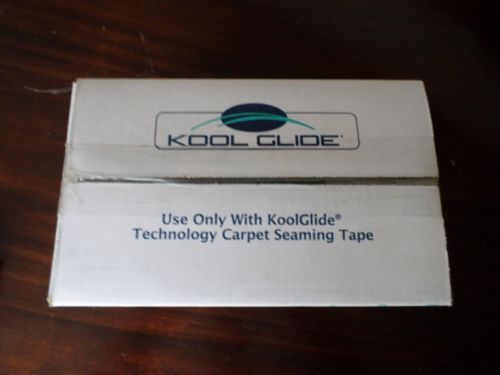 KOOL GLIDE
Use Only With KoolGlide®
Technology Carpet Seaming Tape